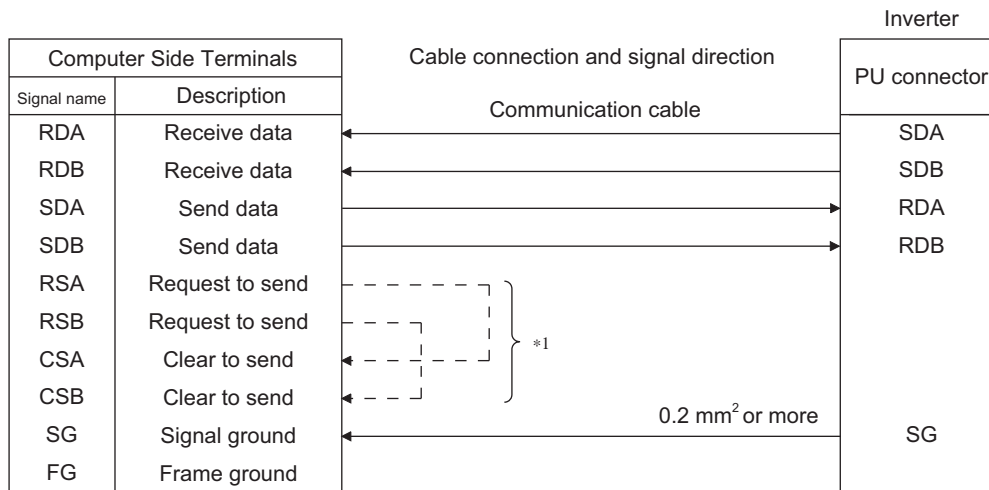 Inverter
Computer Side Terminals
Cable connection and signal direction
PU connector
Signal name
Description
Communication cable
RDA Receive data SDA
RDB Receive data SDB
SDA Send data RDA
SDB Send data RDB
RSA Request to send
RSB Request to send
*1
CSA Clear to send
CSB Clear to send
0.2 mm² or more
SG Signal ground SG
FG Frame ground